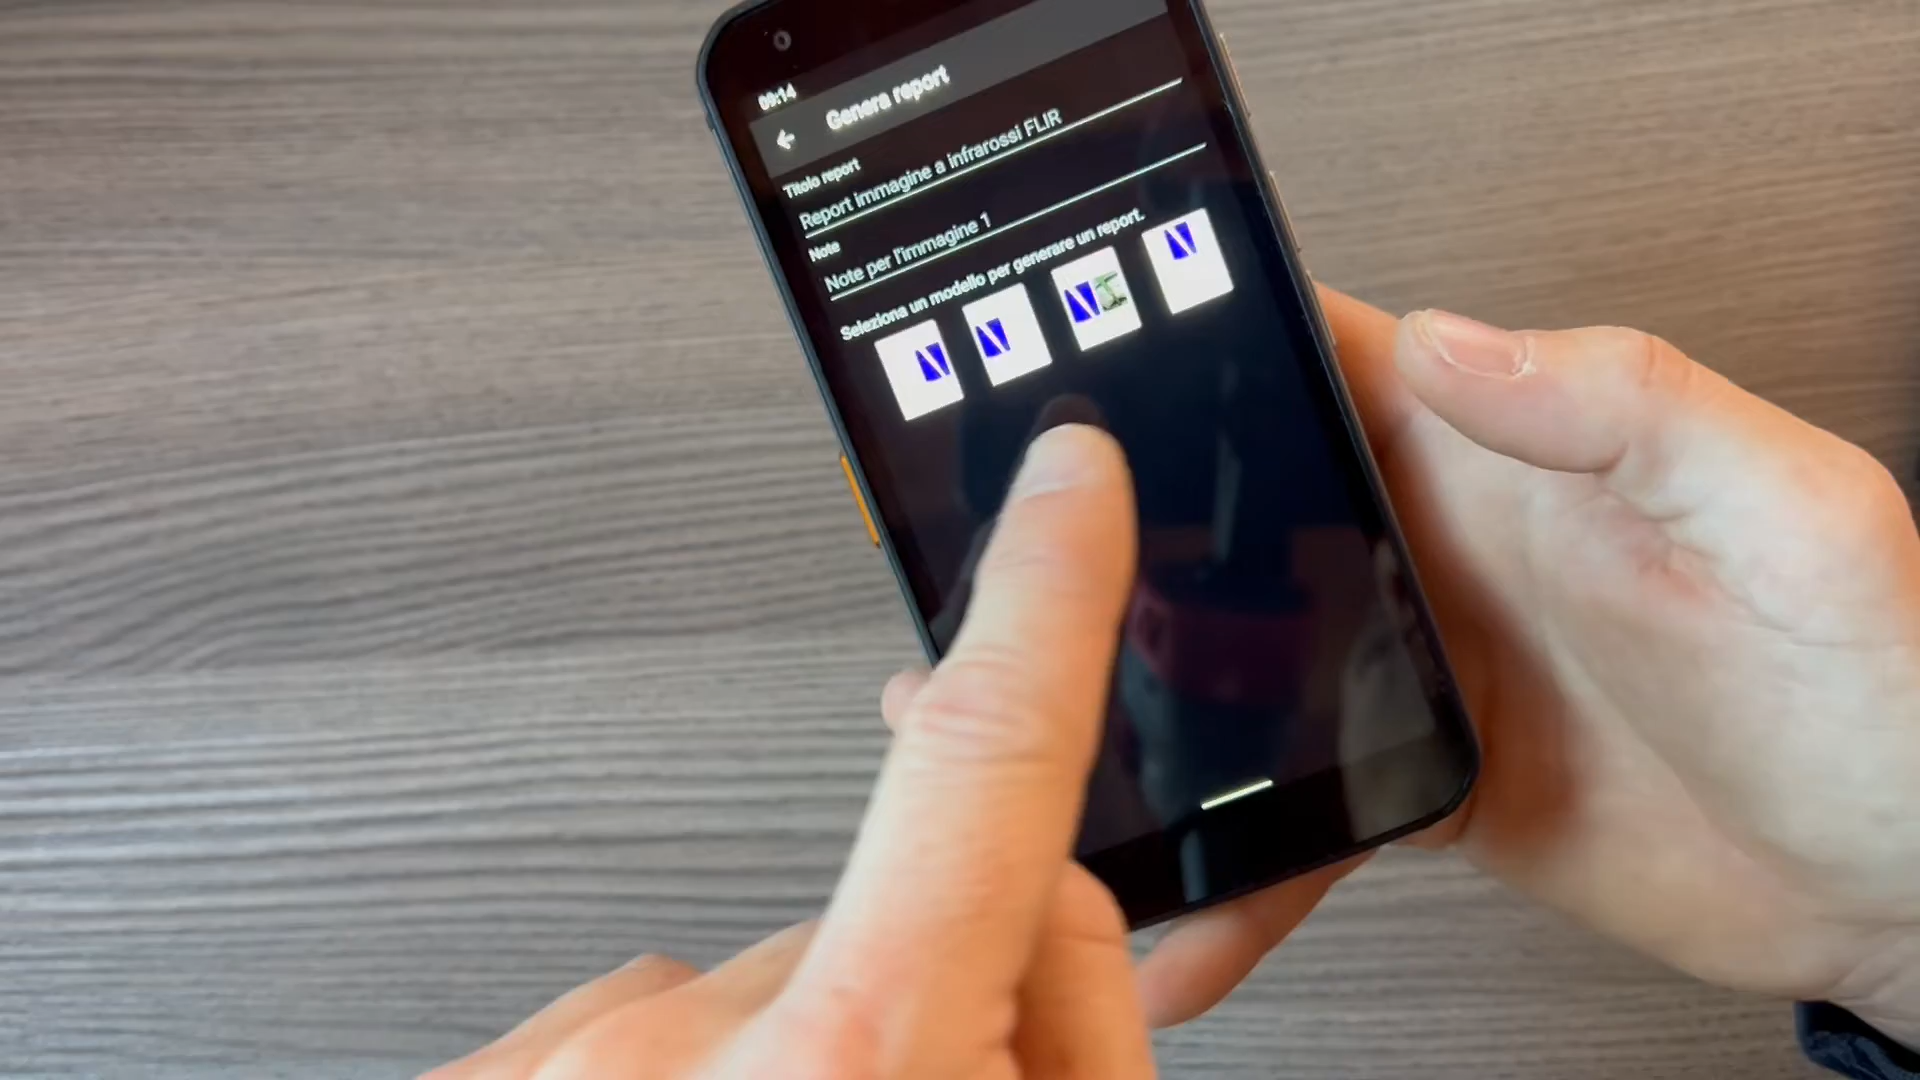 09:14
Genera report
Titolo report
Report immagine a infrarossi FLIR
Note
Note per l'immagine 1
Seleziona un modello per generare un report.